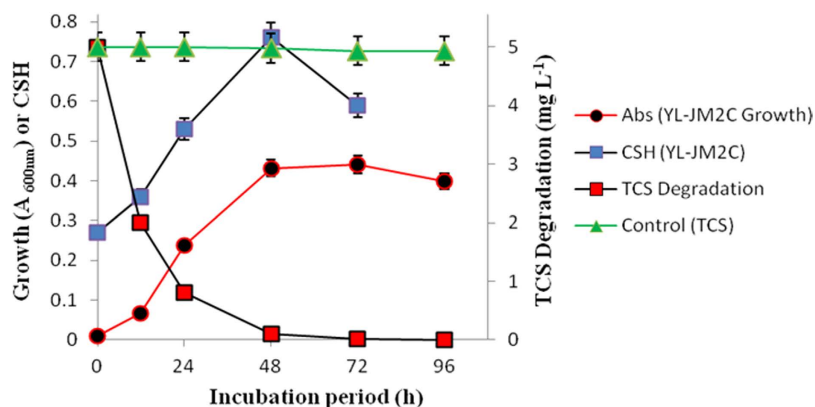 Growth (A 600nm) or CSH
0.8
0.7
0.6
0.5
0.4
0.3
0.2
0.1
0
0
24
48
72
96
Incubation period (h)
5
4
3
2
1
0
TCS Degradation (mg L-1)
Abs (YL-JM2C Growth)
CSH (YL-JM2C)
TCS Degradation
Control (TCS)